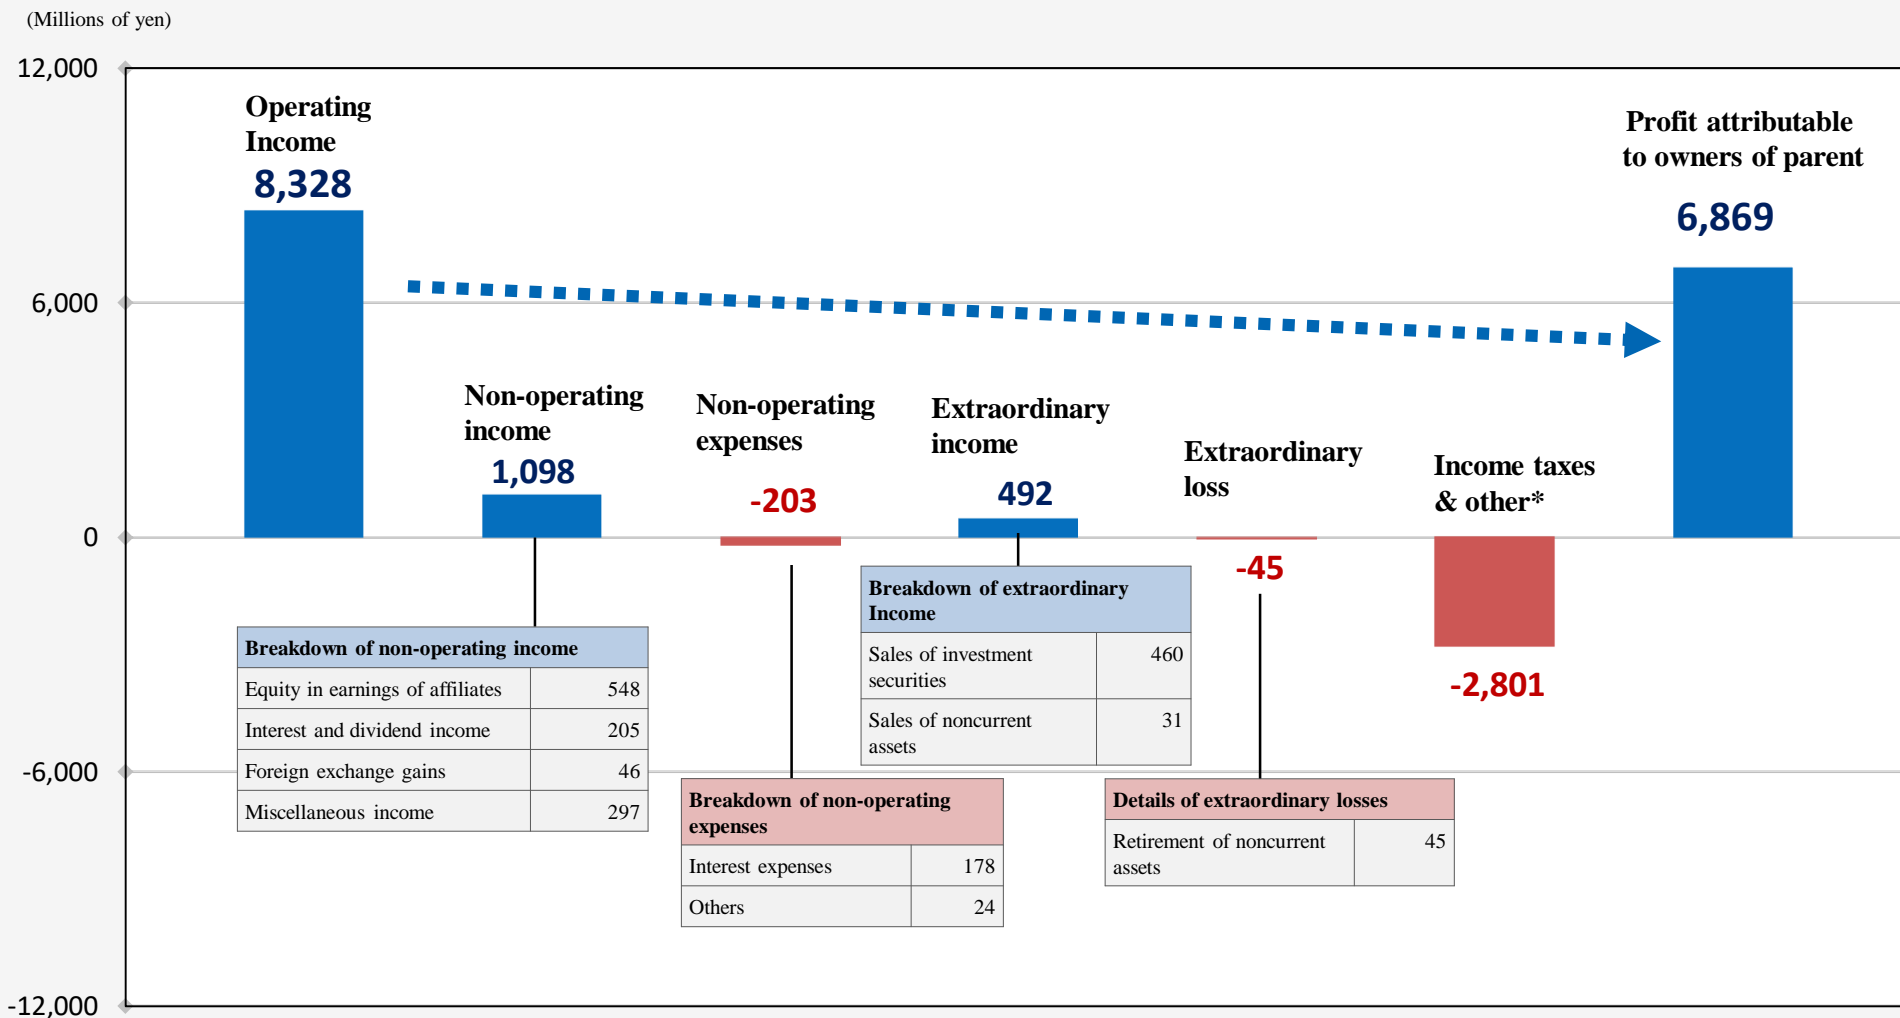 (Millions of yen)
12,000
6,000
0
-6,000
-12,000
Operating
Income
8,328
Non-operating
income
1,098
Non-operating
expenses
-203
Extraordinary
income
492
Extraordinary
loss
-45
Income taxes
& other*
-2,801
Profit attributable
to owners of parent
6,869
Breakdown of non-operating income
Equity in earnings of affiliates 548
Interest and dividend income 205
Foreign exchange gains 46
Miscellaneous income 297
Breakdown of non-operating
expenses
Interest expenses 178
Others 24
Breakdown of extraordinary
Income
Sales of investment 460
securities
Sales of noncurrent 31
assets
Details of extraordinary losses
Retirement of noncurrent 45
assets